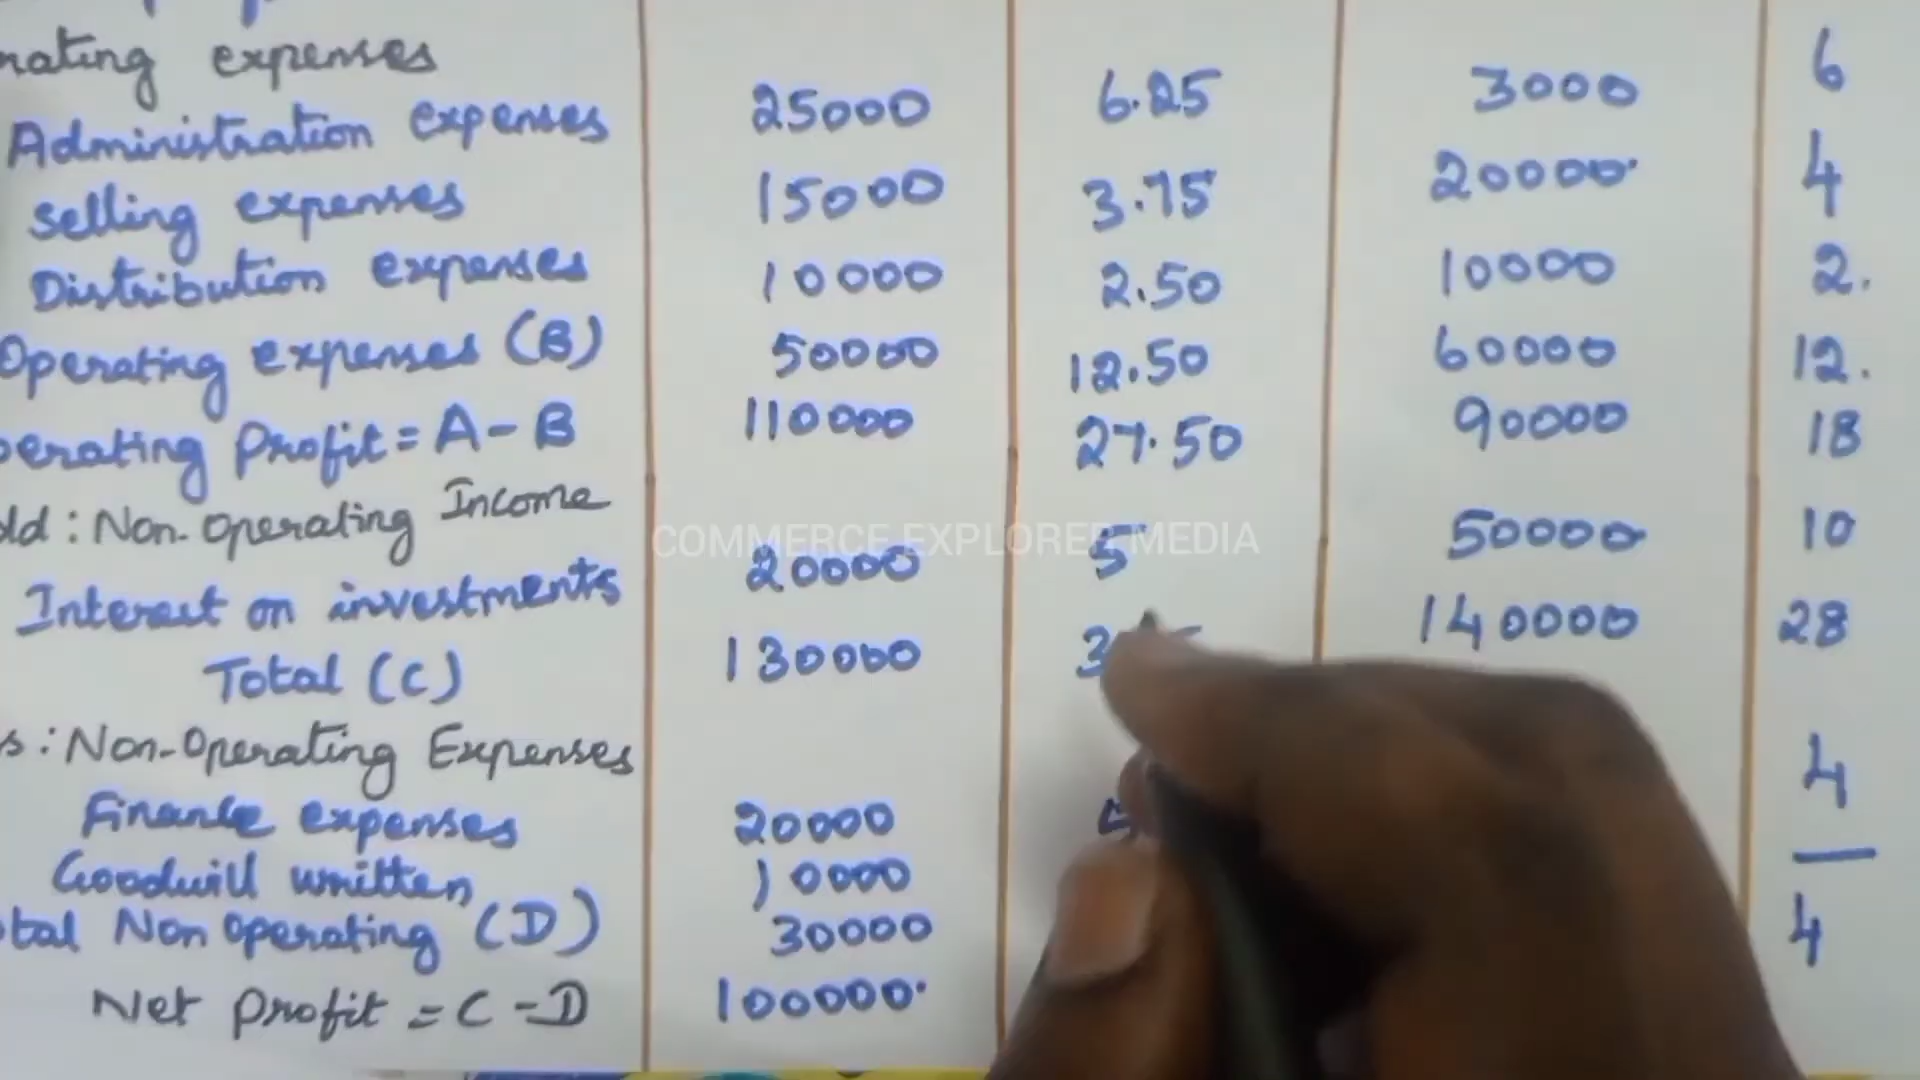 rating expenses
Administration expenses 25000 6.25 3000 6
Selling expenses 15000 3.75 20000. 4
Distribution expenses 10000 2.50 10000 2.
Operating expenses (B) 50000 12.50 60000 12.
perating Profit = A - B 110000 27.50 90000 18
dd : Non-Operating Income
Interest on investments 20000 5 50000 10
COMMERCE EXPLORER MEDIA
Total (C) 130000 140000 28
s : Non-Operating Expenses
Finance expenses 20000 4
Goodwill written 10000 —
otal Non operating (D) 30000 4
Net Profit = C - D 100000.